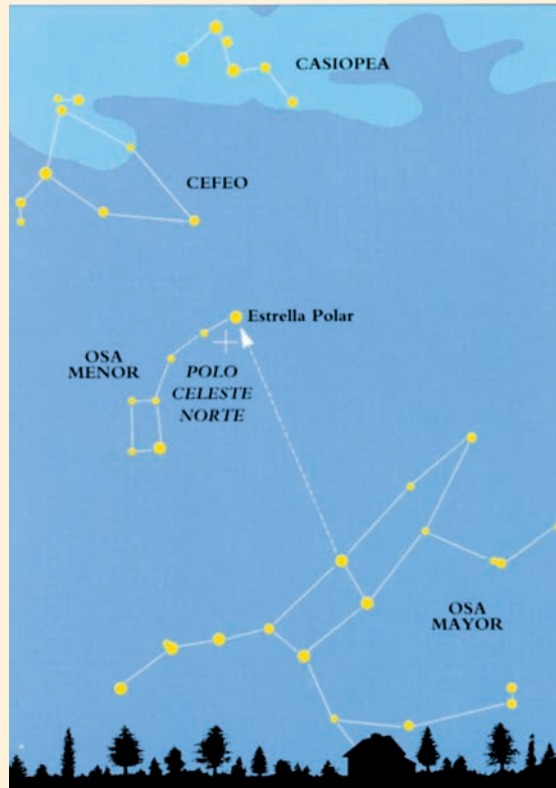 CASIOPEA
CEFEO
Estrella Polar
OSA
MENOR
POLO
CELESTE
NORTE
OSA
MAYOR